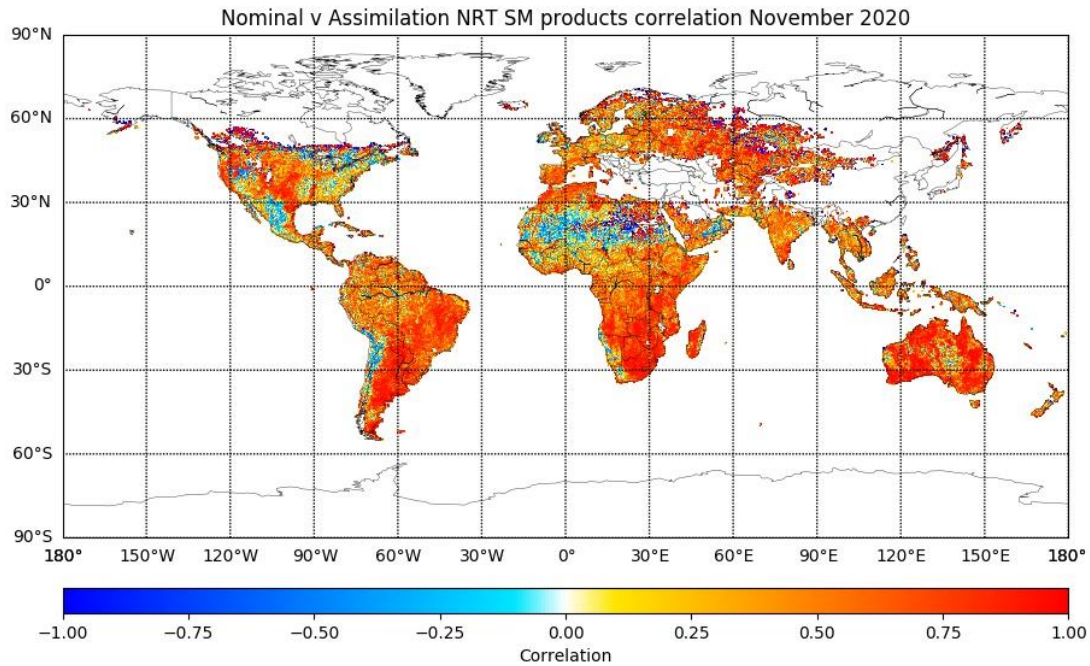 Nominal v Assimilation NRT SM products correlation November 2020
90°N
60°N
30°N
0°
30°S
60°S
90°S
180° 150°W 120°W 90°W 60°W 30°W 0° 30°E 60°E 90°E 120°E 150°E 180°
−1.00 −0.75 −0.50 −0.25 0.00 0.25 0.50 0.75 1.00
Correlation